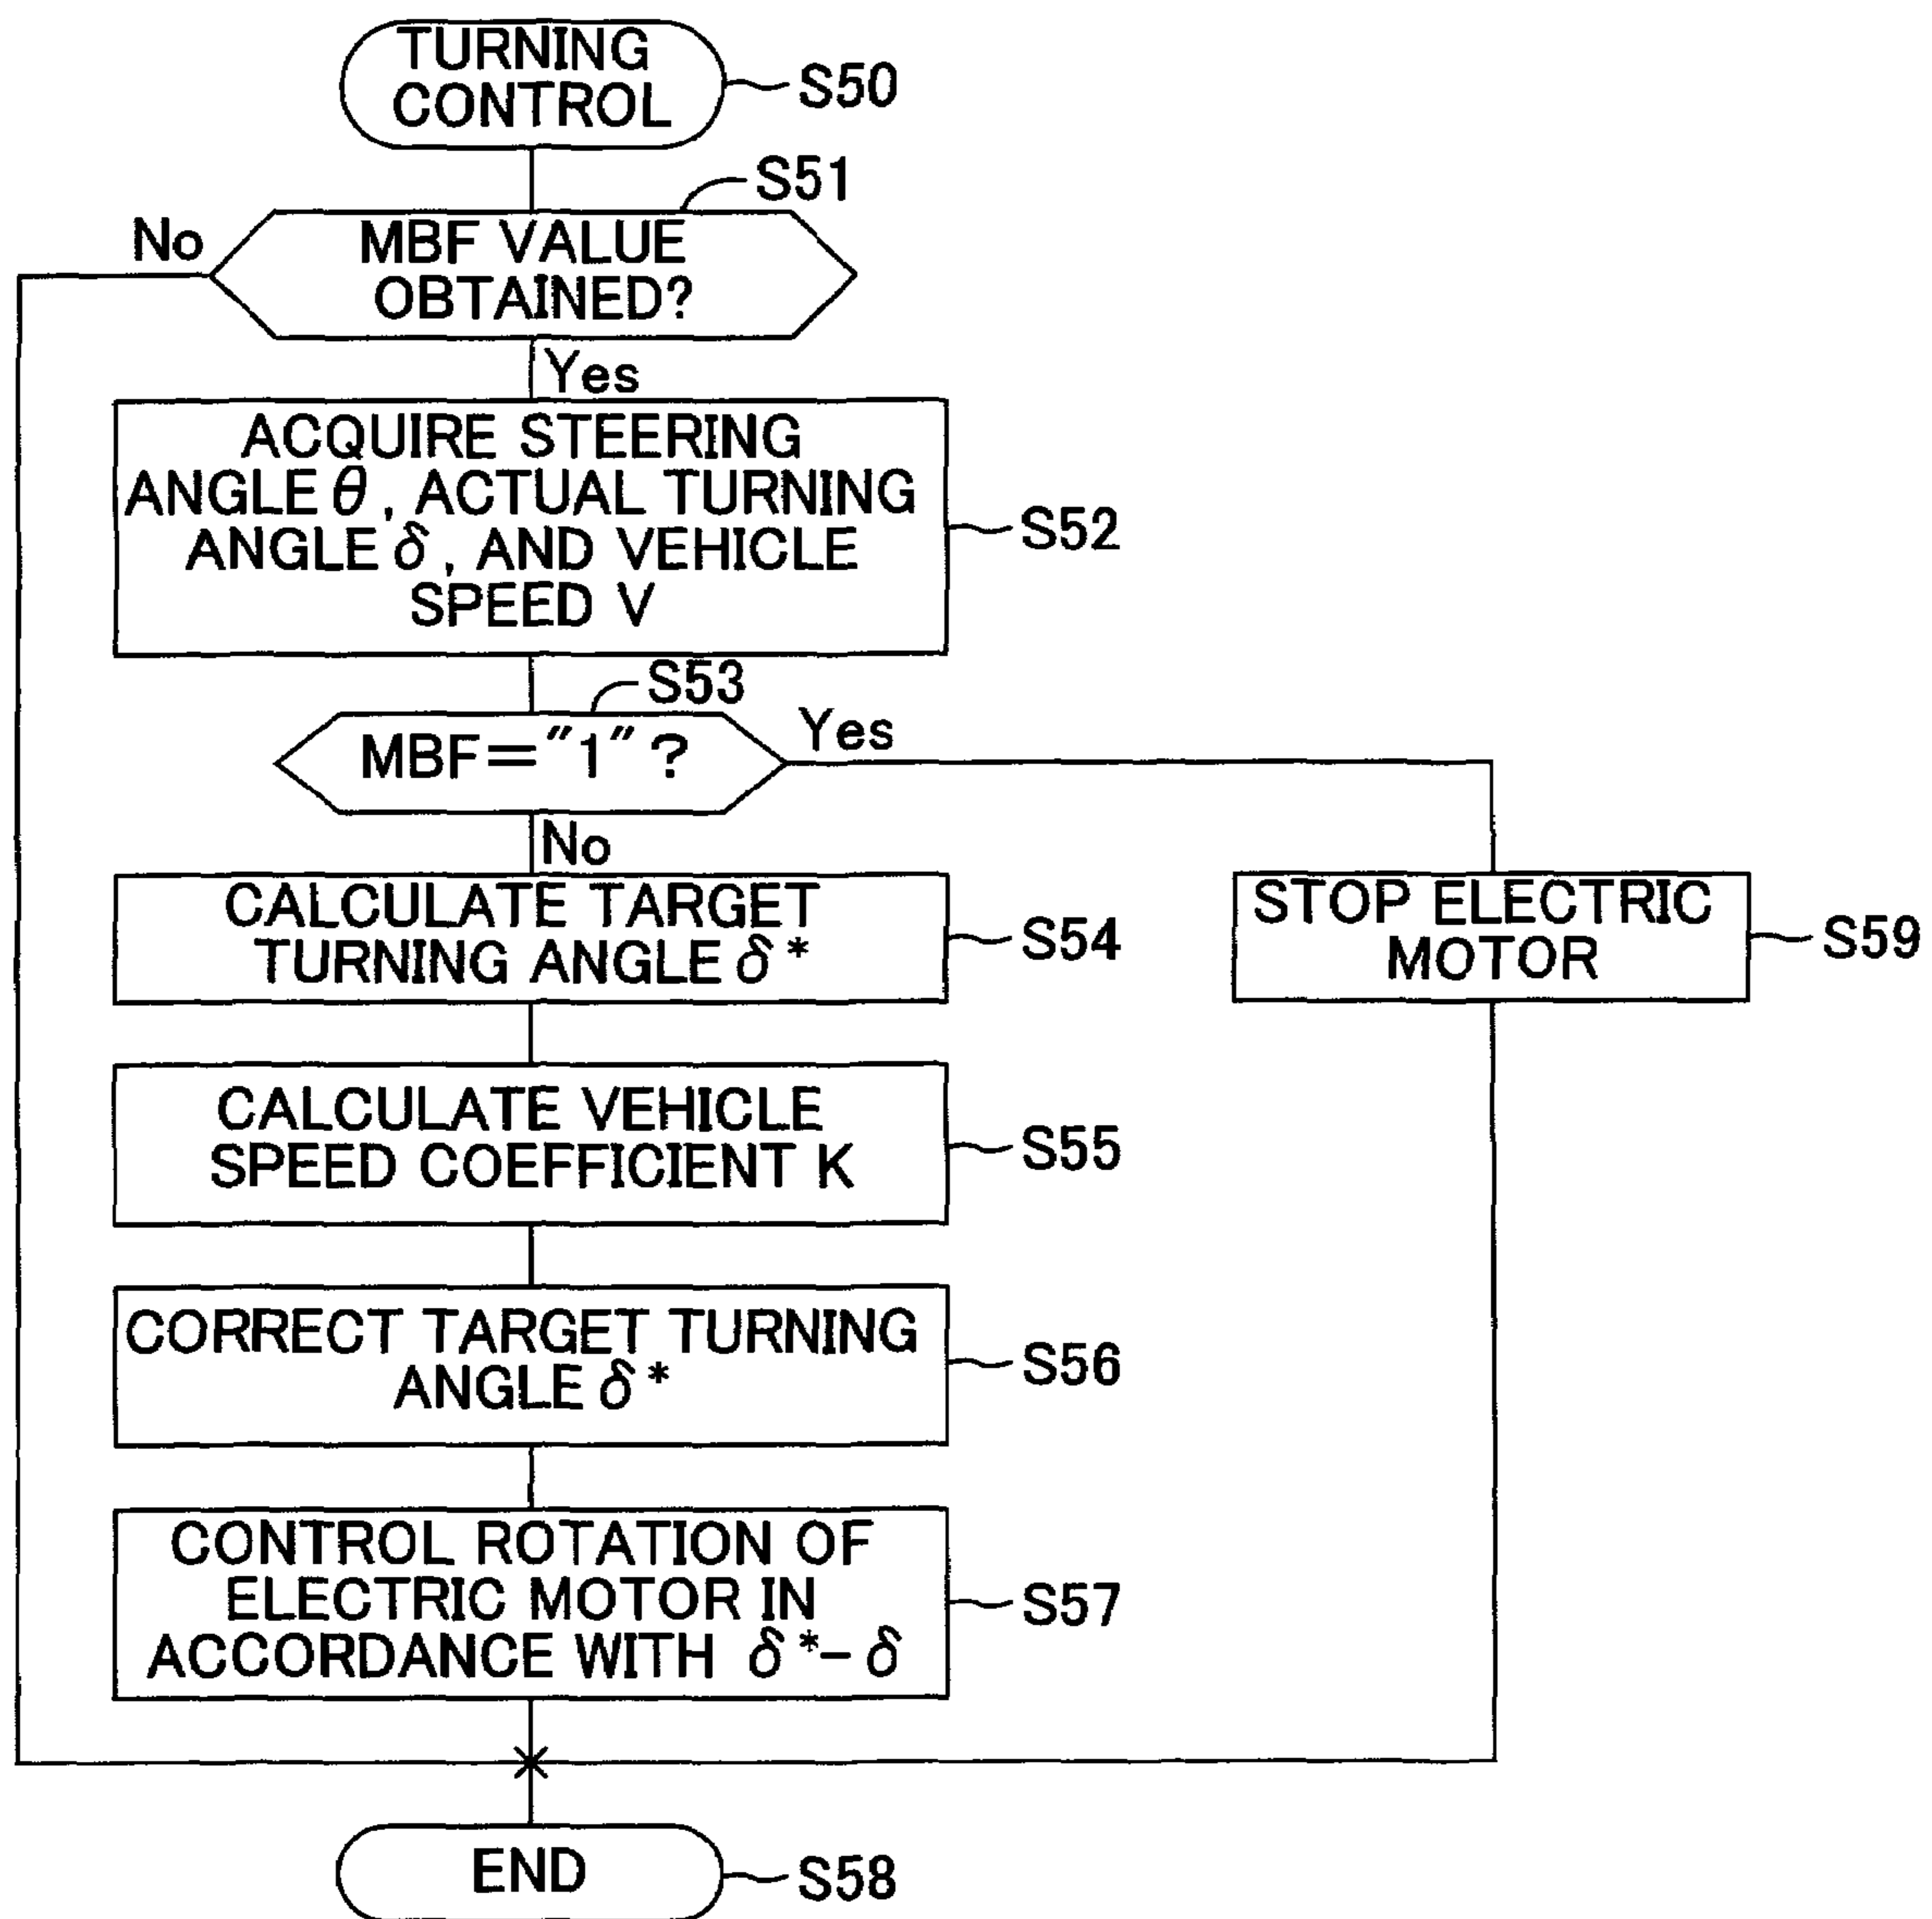 TURNING
CONTROL
S50
S51
No
MBF VALUE
OBTAINED?
Yes
ACQUIRE STEERING
ANGLE θ, ACTUAL TURNING
ANGLE δ, AND VEHICLE
SPEED V
S52
S53
MBF="1"?
Yes
No
CALCULATE TARGET
TURNING ANGLE δ*
S54
STOP ELECTRIC
MOTOR
S59
CALCULATE VEHICLE
SPEED COEFFICIENT K
S55
CORRECT TARGET TURNING
ANGLE δ*
S56
CONTROL ROTATION OF
ELECTRIC MOTOR IN
ACCORDANCE WITH δ*-δ
S57
END
S58